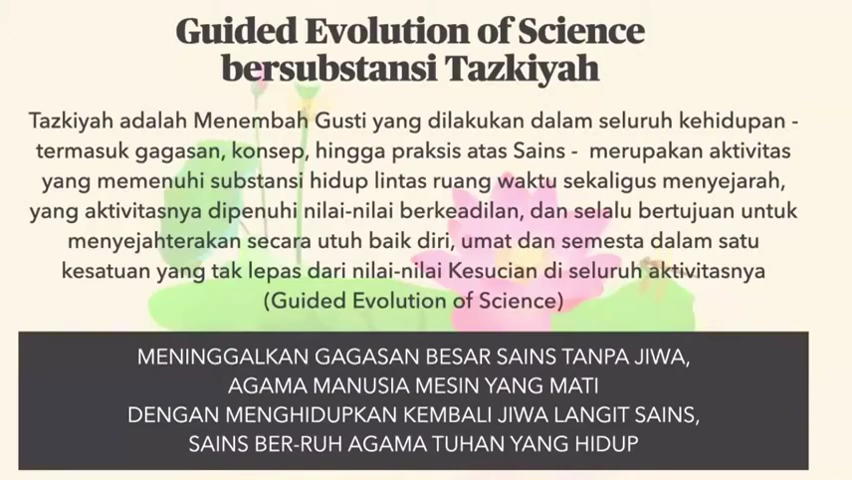 Guided Evolution of Science
bersubstansi Tazkiyah
Tazkiyah adalah Menembah Gusti yang dilakukan dalam seluruh kehidupan -
termasuk gagasan, konsep, hingga praksis atas Sains - merupakan aktivitas
yang memenuhi substansi hidup lintas ruang waktu sekaligus menyejarah,
yang aktivitasnya dipenuhi nilai-nilai berkeadilan, dan selalu bertujuan untuk
menyejahterakan secara utuh baik diri, umat dan semesta dalam satu
kesatuan yang tak lepas dari nilai-nilai Kesucian di seluruh aktivitasnya
(Guided Evolution of Science)
MENINGGALKAN GAGASAN BESAR SAINS TANPA JIWA,
AGAMA MANUSIA MESIN YANG MATI
DENGAN MENGHIDUPKAN KEMBALI JIWA LANGIT SAINS,
SAINS BER-RUH AGAMA TUHAN YANG HIDUP